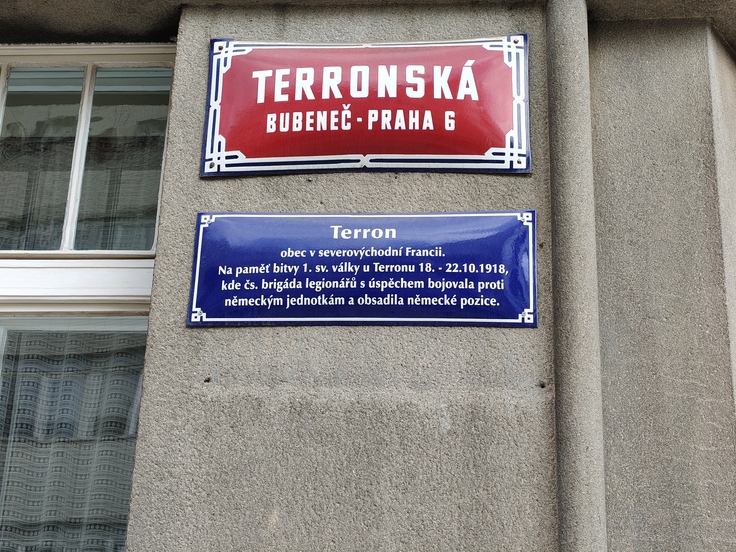 TERRONSKÁ
BUBENEČ - PRAHA 6
Terron
obec v severovýchodní Francii.
Na paměť bitvy 1. sv. války u Terronu 18. - 22.10.1918,
kde čs. brigáda legionářů s úspěchem bojovala proti
německým jednotkám a obsadila německé pozice.